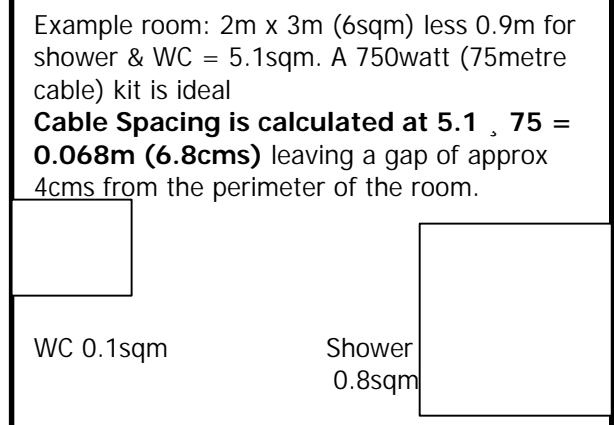 Example room: 2m x 3m (6sqm) less 0.9m for
shower & WC = 5.1sqm. A 750watt (75metre
cable) kit is ideal
Cable Spacing is calculated at 5.1 ¸ 75 =
0.068m (6.8cms) leaving a gap of approx
4cms from the perimeter of the room.
WC 0.1sqm
Shower
0.8sqm